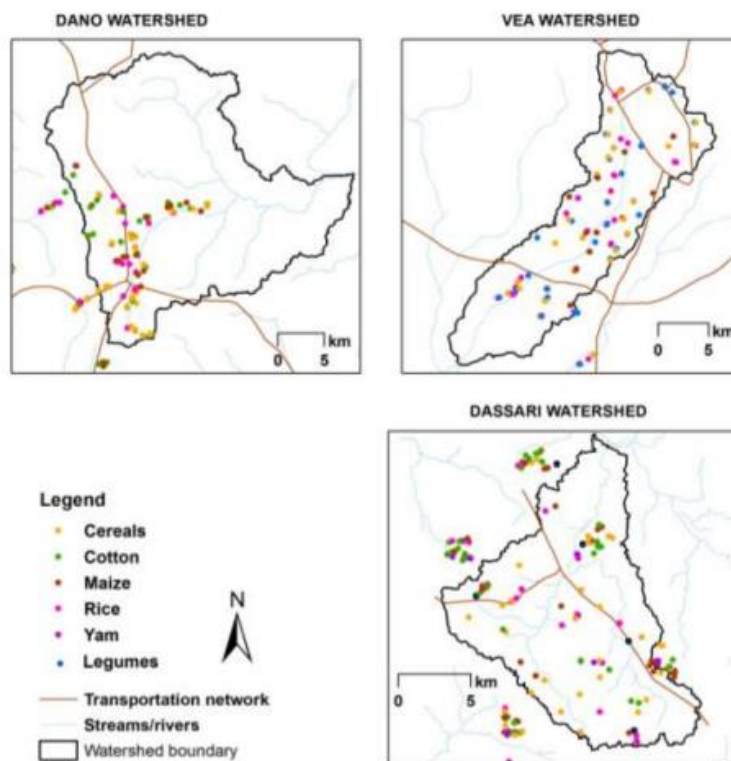 DANO WATERSHED
VEA WATERSHED
km
0 5
km
0 5
DASSARI WATERSHED
Legend
Cereals
Cotton
Maize
Rice
Yam
Legumes
Transportation network
Streams/rivers
Watershed boundary
N
km
0 5